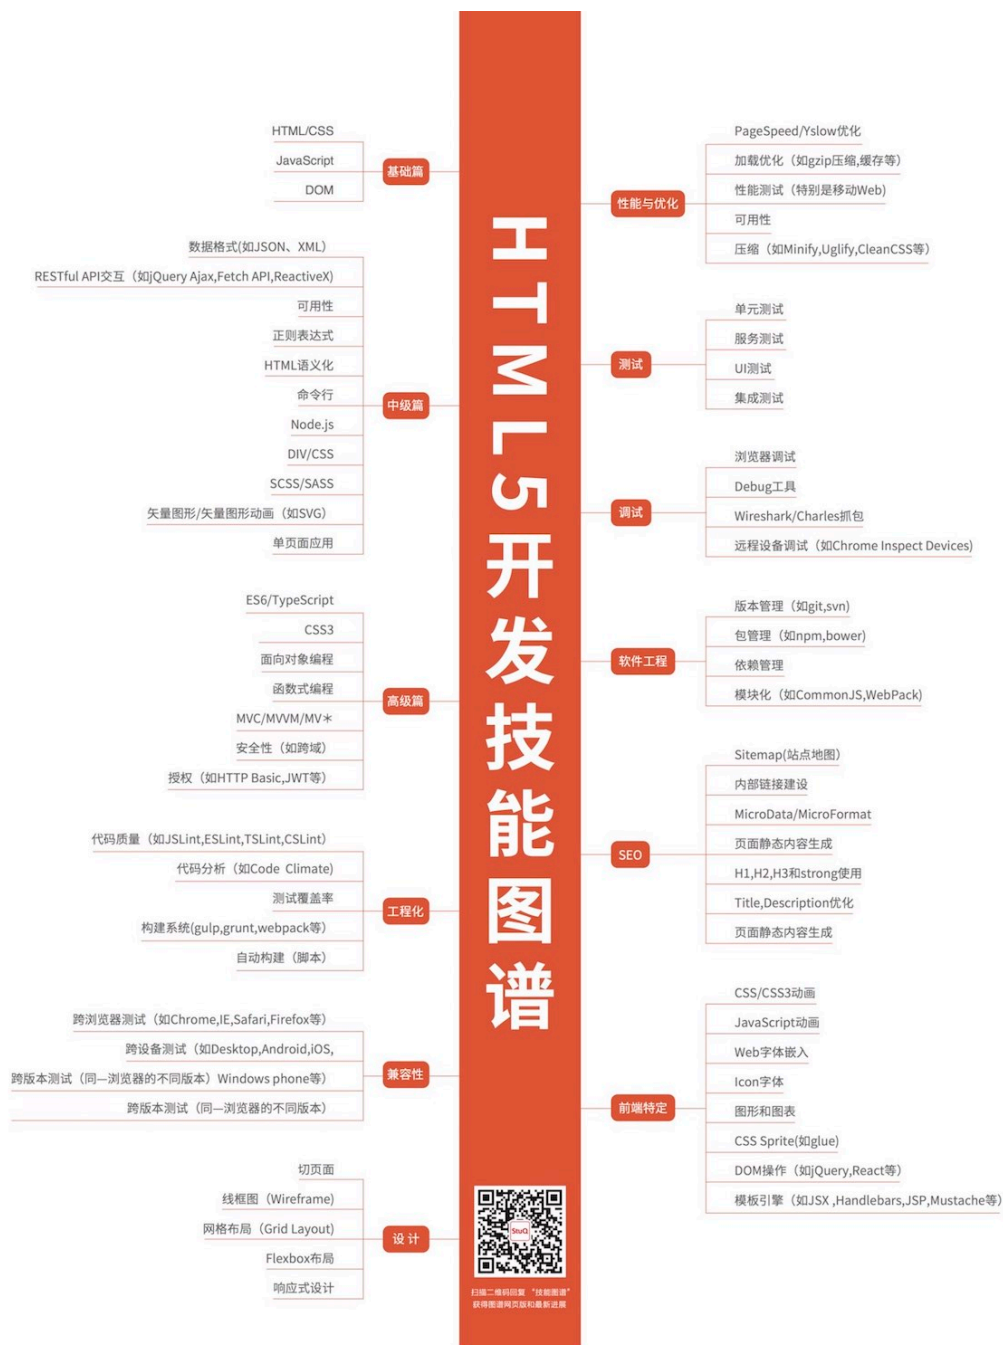 HTML5开发技能图谱
基础篇
HTML/CSS
JavaScript
DOM
中级篇
数据格式(如JSON、XML）
RESTful API交互（如jQuery Ajax,Fetch API,ReactiveX)
可用性
正则表达式
HTML语义化
命令行
Node.js
DIV/CSS
SCSS/SASS
矢量图形/矢量图形动画（如SVG）
单页面应用
高级篇
ES6/TypeScript
CSS3
面向对象编程
函数式编程
MVC/MVVM/MV＊
安全性（如跨域）
授权（如HTTP Basic,JWT等）
工程化
代码质量（如JSLint,ESLint,TSLint,CSLint）
代码分析（如Code Climate)
测试覆盖率
构建系统(gulp,grunt,webpack等）
自动构建（脚本）
兼容性
跨浏览器测试（如Chrome,IE,Safari,Firefox等）
跨设备测试（如Desktop,Android,iOS,
跨版本测试（同—浏览器的不同版本）Windows phone等）
跨版本测试（同—浏览器的不同版本）
设 计
切页面
线框图（Wireframe)
网格布局（Grid Layout)
Flexbox布局
响应式设计
性能与优化
PageSpeed/Yslow优化
加载优化（如gzip压缩,缓存等）
性能测试（特别是移动Web)
可用性
压缩（如Minify,Uglify,CleanCSS等）
测试
单元测试
服务测试
UI测试
集成测试
调试
浏览器调试
Debug工具
Wireshark/Charles抓包
远程设备调试（如Chrome Inspect Devices)
软件工程
版本管理（如git,svn)
包管理（如npm,bower)
依赖管理
模块化（如CommonJS,WebPack)
SEO
Sitemap(站点地图）
内部链接建设
MicroData/MicroFormat
页面静态内容生成
H1,H2,H3和strong使用
Title,Description优化
页面静态内容生成
前端特定
CSS/CSS3动画
JavaScript动画
Web字体嵌入
Icon字体
图形和图表
CSS Sprite(如glue)
DOM操作（如jQuery,React等）
模板引擎（如JSX ,Handlebars,JSP,Mustache等）
StuQ
扫描二维码回复 “技能图谱”
获得图谱网页版和最新进展